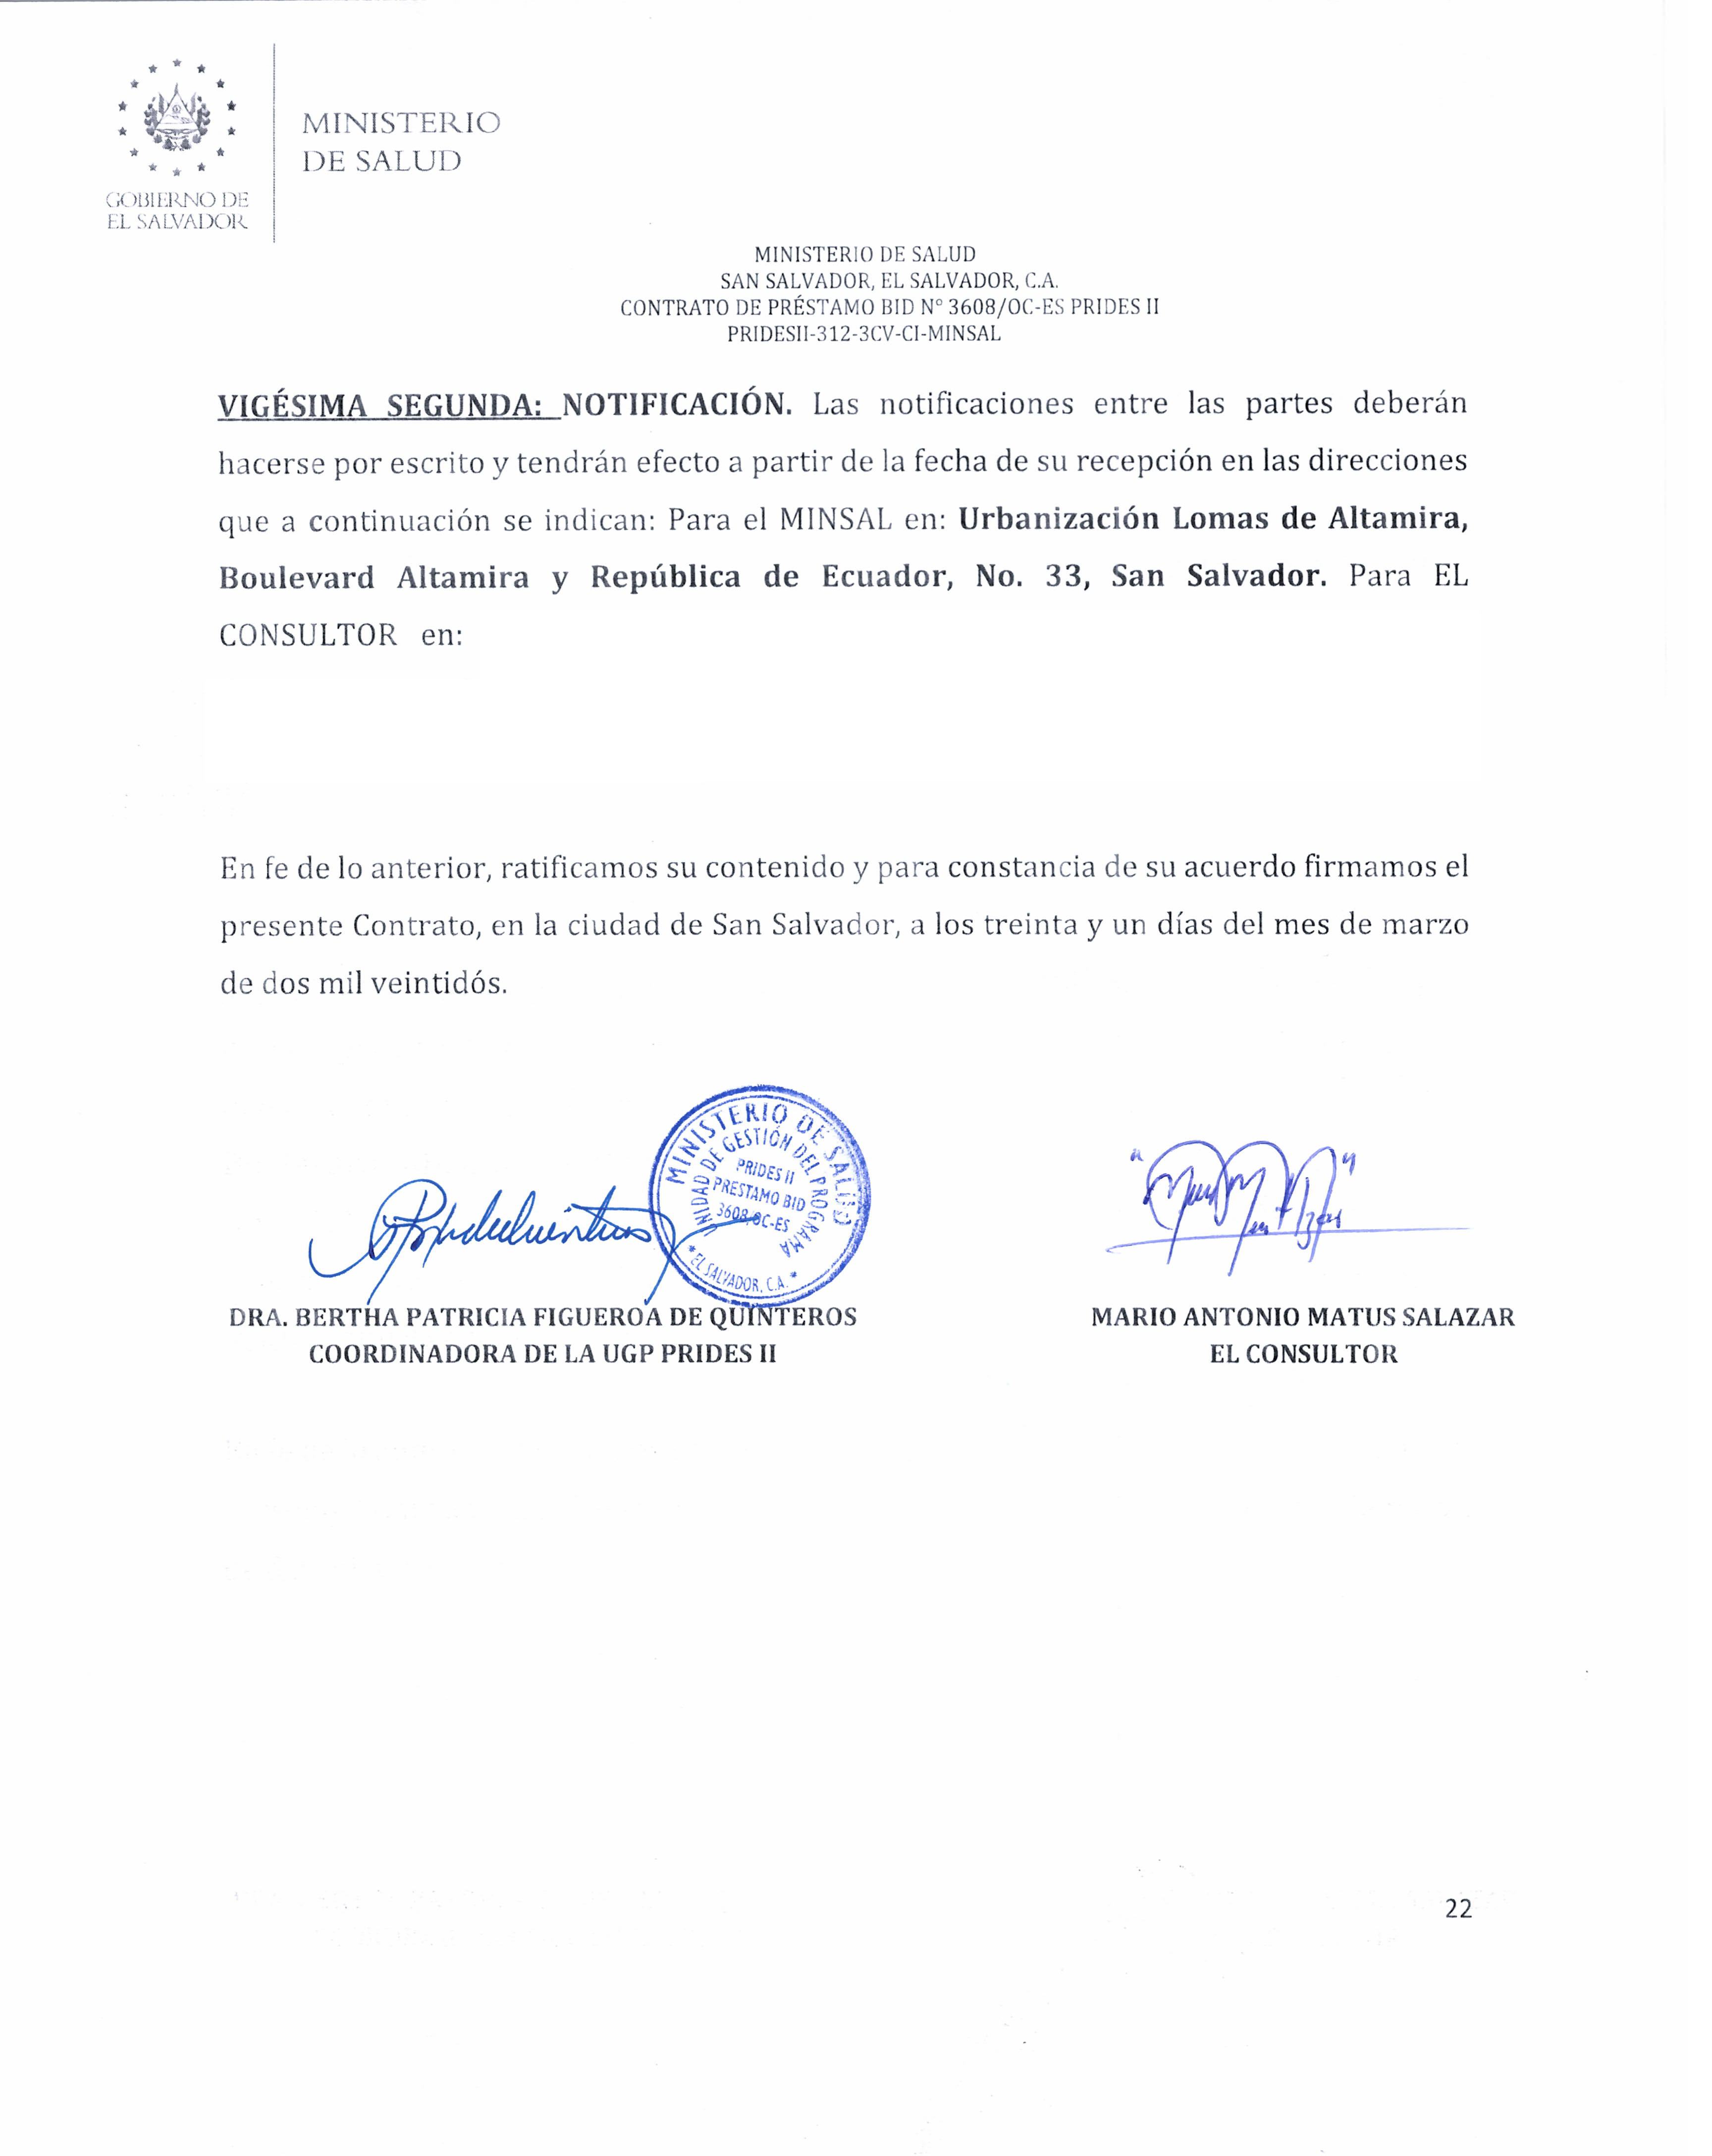 GOBIERNO DE
EL SALVADOR
MINISTERIO
DE SALUD
MINISTERIO DE SALUD
SAN SALVADOR, EL SALVADOR, C.A.
CONTRATO DE PRÉSTAMO BID N° 3608/OC-ES PRIDES II
PRIDESII-312-3CV-CI-MINSAL
VIGÉSIMA SEGUNDA: NOTIFICACIÓN. Las notificaciones entre las partes deberán
hacerse por escrito y tendrán efecto a partir de la fecha de su recepción en las direcciones
que a continuación se indican: Para el MINSAL en: Urbanización Lomas de Altamira,
Boulevard Altamira y República de Ecuador, No. 33, San Salvador. Para EL
CONSULTOR en:
En fe de lo anterior, ratificamos su contenido y para constancia de su acuerdo firmamos el
presente Contrato, en la ciudad de San Salvador, a los treinta y un días del mes de marzo
de dos mil veintidós.
MINISTERIO DE SALUD
UNIDAD DE GESTIÓN DEL PROGRAMA
PRIDES II
PRESTAMO BID
3608/OC-ES
* EL SALVADOR, C.A. *
DRA. BERTHA PATRICIA FIGUEROA DE QUINTEROS
COORDINADORA DE LA UGP PRIDES II
MARIO ANTONIO MATUS SALAZAR
EL CONSULTOR
22